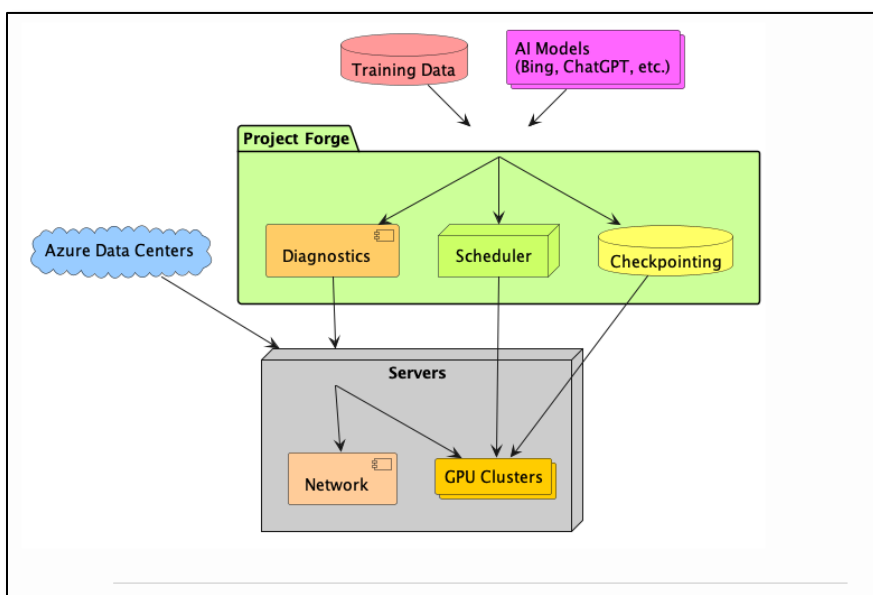 Training Data
AI Models
(Bing, ChatGPT, etc.)
Project Forge
Azure Data Centers
Diagnostics
Scheduler
Checkpointing
Servers
Network
GPU Clusters